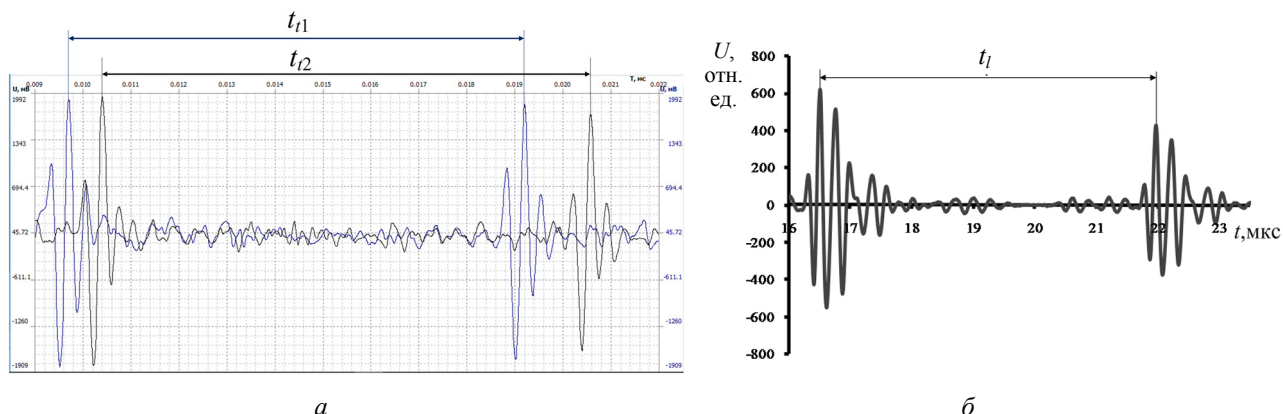 t_t1
t_t2
0.009 0.010 0.011 0.012 0.013 0.014 0.015 0.016 0.017 0.018 0.019 0.020 0.021 0.022
U, нВ T, нс U, нВ
1992 1992
1343 1343
694.4 694.4
45.72 45.72
-611.1 -611.1
-1260 -1260
-1909 -1909
а
U,
отн.
ед.
t_l
800
600
400
200
0
-200
-400
-600
-800
16 17 18 19 20 21 22 23
t,мкс
б